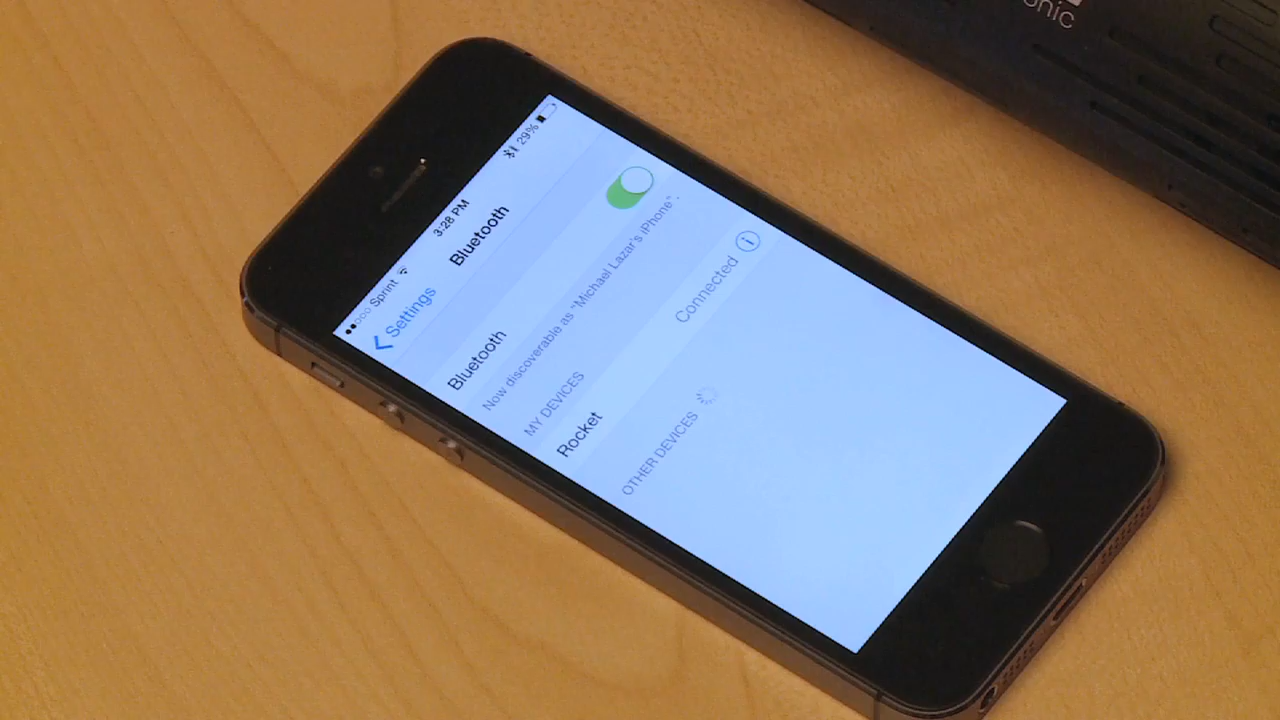 Sprint 3:28 PM 29%
Settings Bluetooth
Bluetooth
Now discoverable as "Michael Lazar's iPhone".
MY DEVICES
Rocket Connected i
OTHER DEVICES
onic